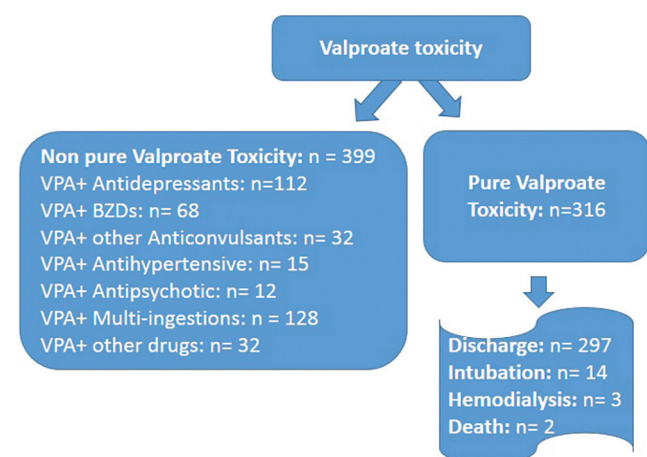 Valproate toxicity
Non pure Valproate Toxicity: n = 399
VPA+ Antidepressants: n=112
VPA+ BZDs: n= 68
VPA+ other Anticonvulsants: n= 32
VPA+ Antihypertensive: n= 15
VPA+ Antipsychotic: n= 12
VPA+ Multi-ingestions: n = 128
VPA+ other drugs: n= 32
Pure Valproate
Toxicity: n=316
Discharge: n= 297
Intubation: n= 14
Hemodialysis: n= 3
Death: n= 2